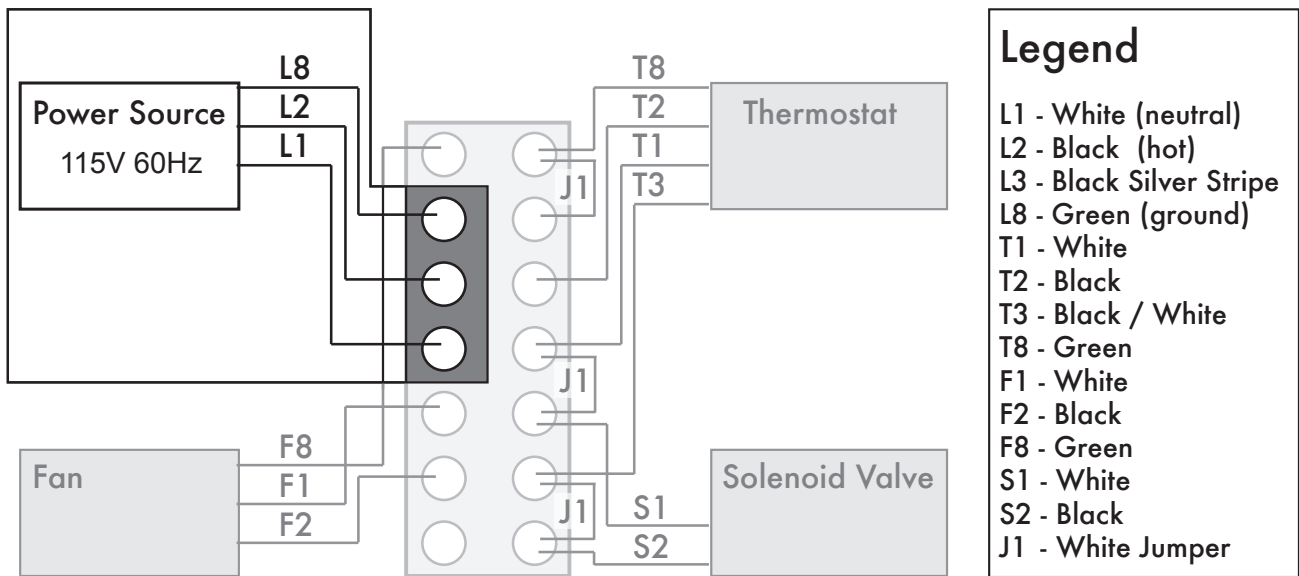 L8
L2
L1
Power Source
115V 60Hz
T8
T2
T1
T3
Thermostat
J1
J1
J1
Fan
F8
F1
F2
Solenoid Valve
S1
S2
Legend
L1 - White (neutral)
L2 - Black (hot)
L3 - Black Silver Stripe
L8 - Green (ground)
T1 - White
T2 - Black
T3 - Black / White
T8 - Green
F1 - White
F2 - Black
F8 - Green
S1 - White
S2 - Black
J1 - White Jumper